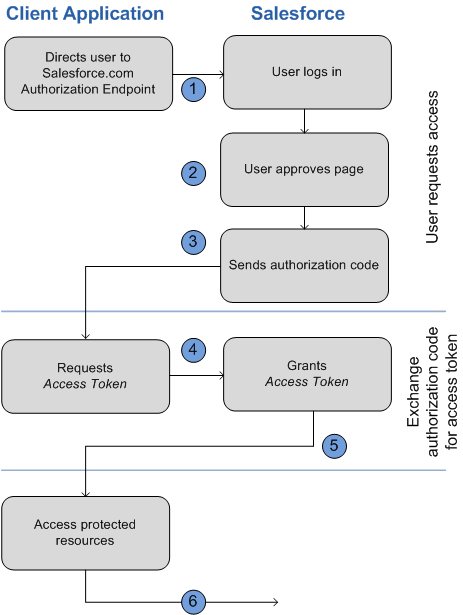 Client Application
Salesforce
Directs user to
Salesforce.com
Authorization Endpoint
1
User logs in
2
User approves page
3
Sends authorization code
User requests access
Requests
Access Token
4
Grants
Access Token
5
Exchange
authorization code
for access token
Access protected
resources
6